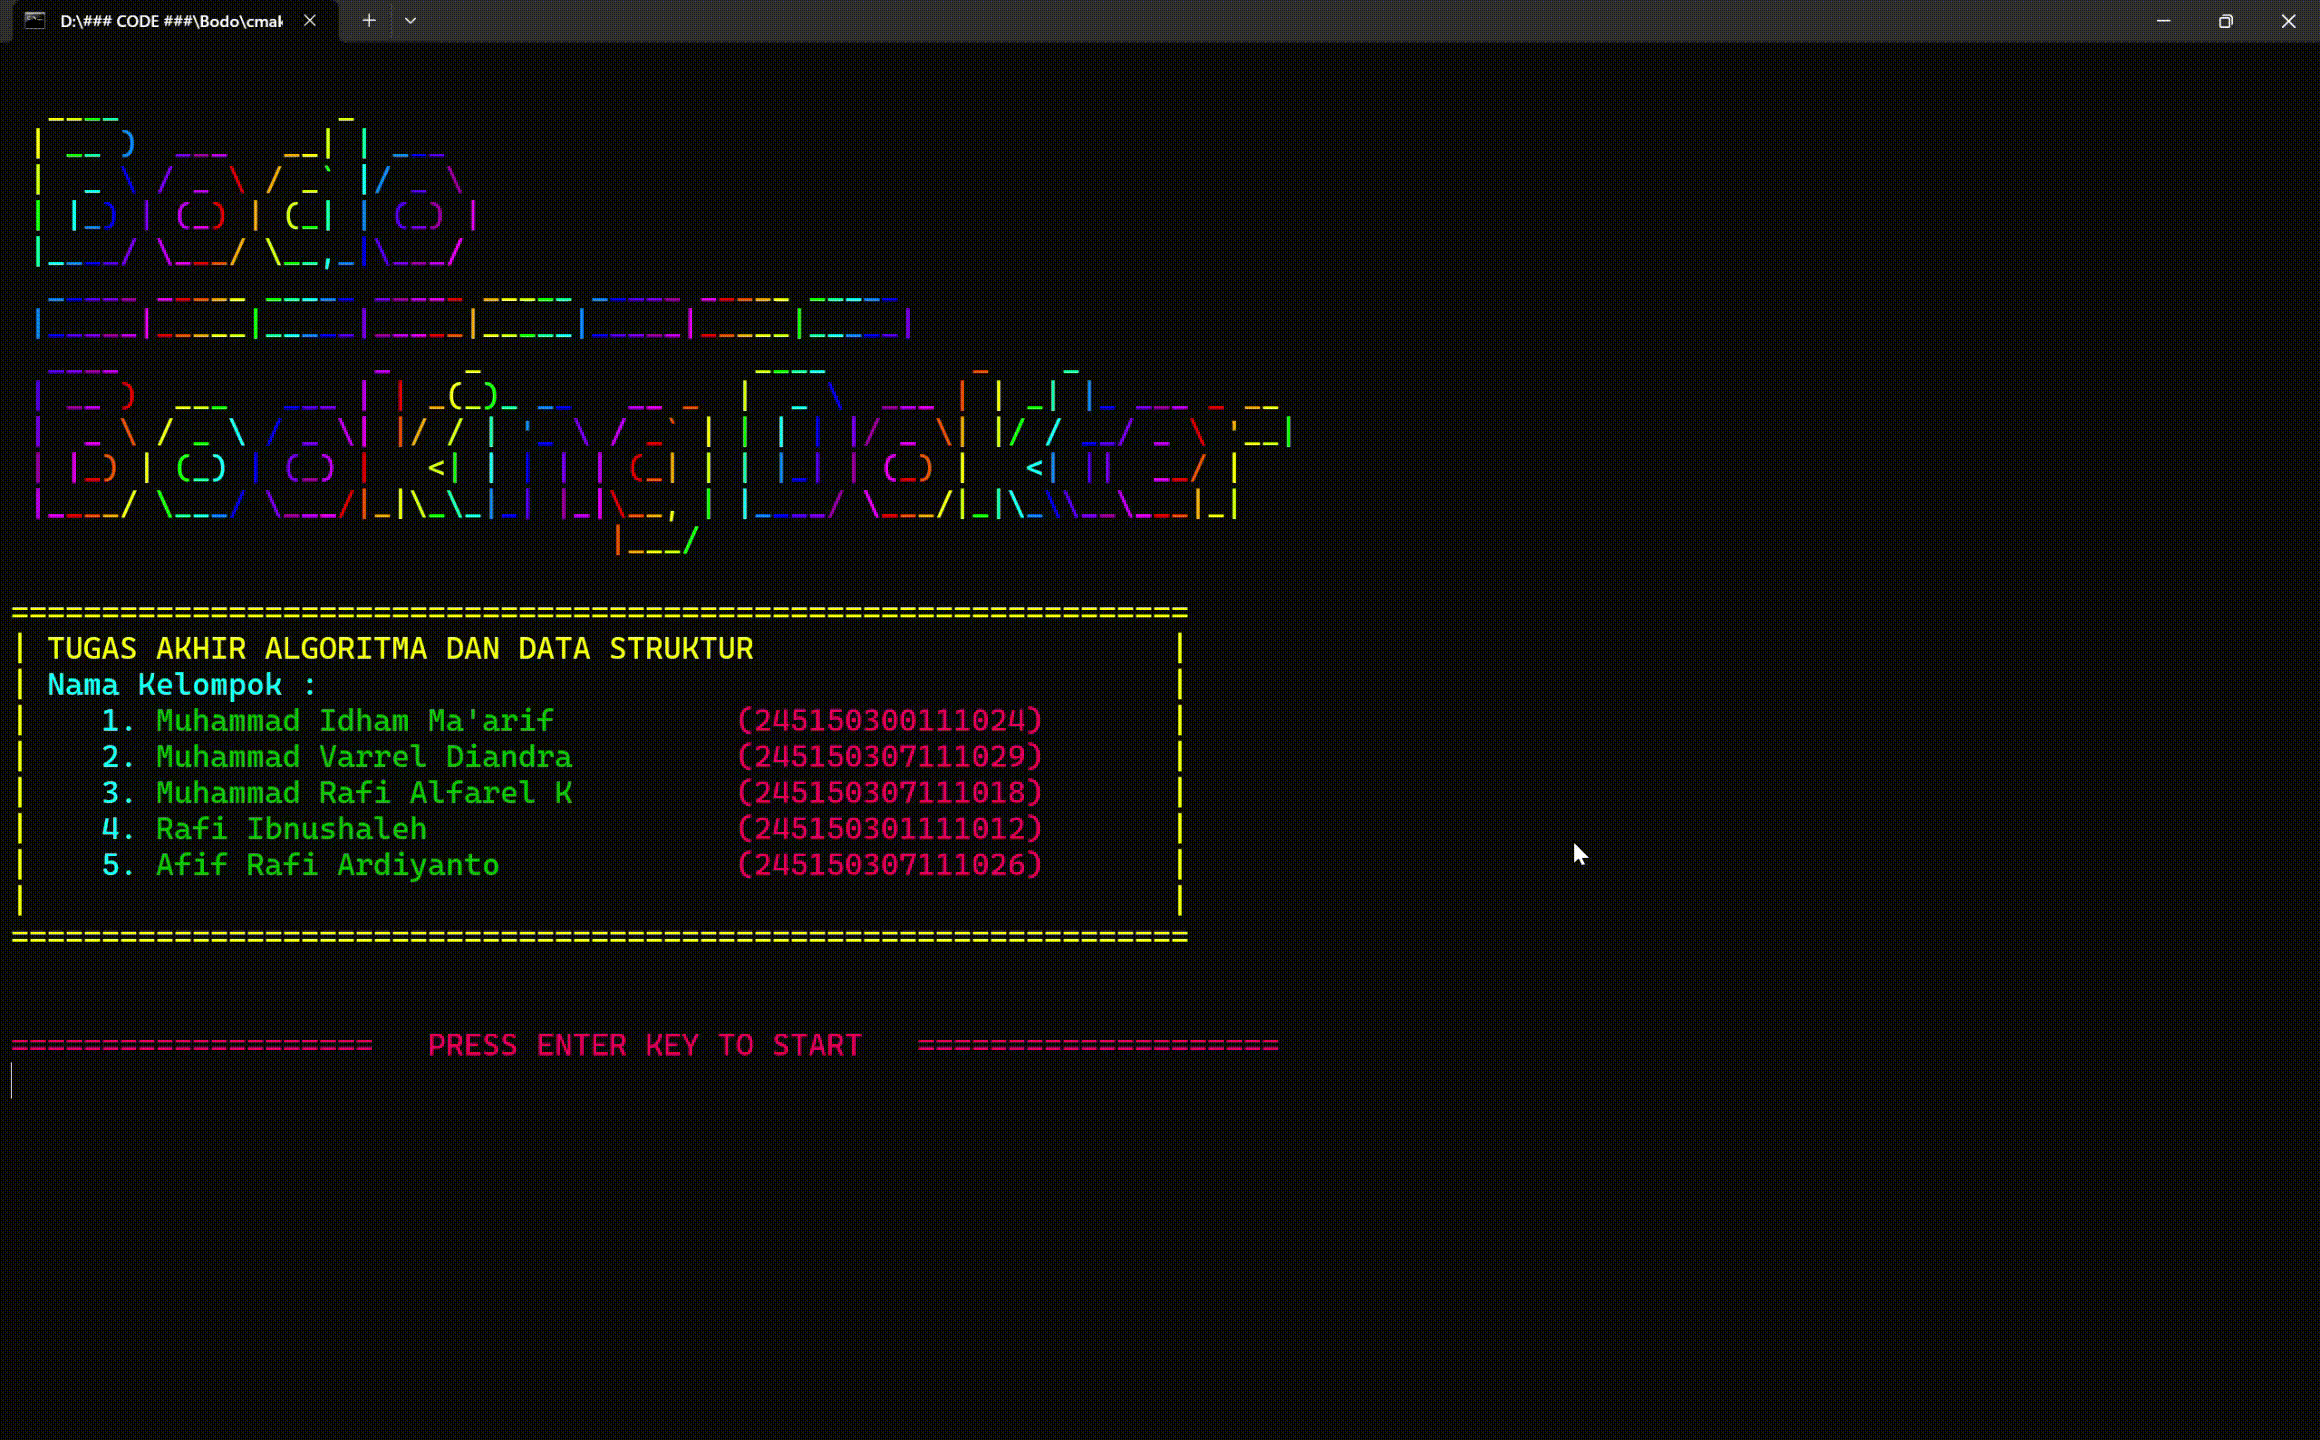 D:\### CODE ###\Bodo\cmak
Bodo
Booking Dokter
TUGAS AKHIR ALGORITMA DAN DATA STRUKTUR
Nama Kelompok :
1. Muhammad Idham Ma'arif (245150300111024)
2. Muhammad Varrel Diandra (245150307111029)
3. Muhammad Rafi Alfarel K (245150307111018)
4. Rafi Ibnushaleh (245150301111012)
5. Afif Rafi Ardiyanto (245150307111026)
==================== PRESS ENTER KEY TO START ====================